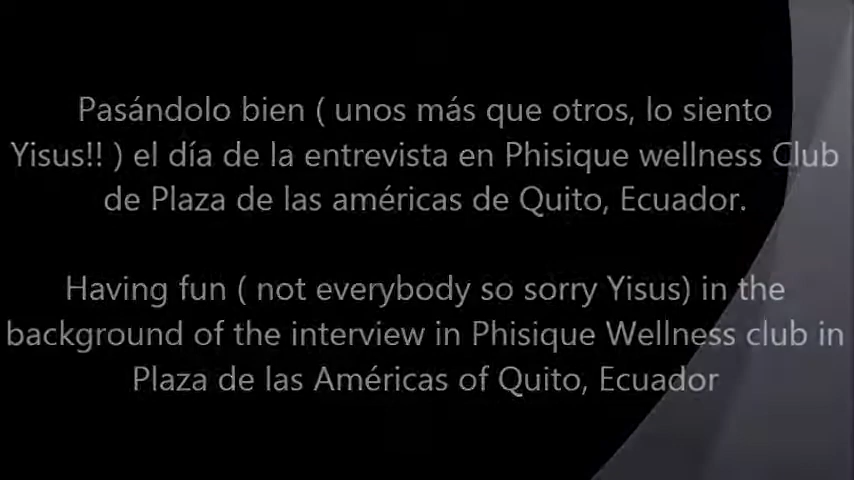 Pasándolo bien ( unos más que otros, lo siento
Yisus!! ) el día de la entrevista en Phisique wellness Club
de Plaza de las américas de Quito, Ecuador.
Having fun ( not everybody so sorry Yisus) in the
background of the interview in Phisique Wellness club in
Plaza de las Américas of Quito, Ecuador